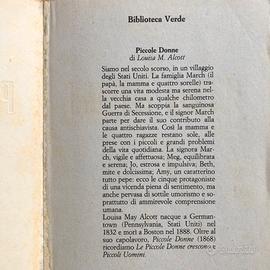 Biblioteca Verde
Piccole Donne
di Louisa M. Alcott
Siamo nel secolo scorso, in un villaggio
degli Stati Uniti. La famiglia March (il
papà, la mamma e quattro sorelle) tra-
scorre una vita modesta ma serena nel-
la vecchia casa a qualche chilometro
dal paese. Ma scoppia la sanguinosa
Guerra di Secessione, e il signor March
parte per dare il suo contributo alla
causa antischiavista. Così la mamma e
le quattro ragazze restano sole, alle
prese con i piccoli e grandi problemi
della vita quotidiana. La signora Mar-
ch, vigile e affettuosa; Meg, equilibrata
e serena; Jo, estrosa e impulsiva; Beth,
mite e dolcissima; Amy, un caratterino
tutto pepe: ecco le cinque protagoniste
di una vicenda piena di sentimento, ma
anche pervasa di sottile umorismo e so-
prattutto di ammirevole comprensione
umana.
Louisa May Alcott nacque a German-
town (Pennsylvania, Stati Uniti) nel
1832 e morì a Boston nel 1888. Oltre al
suo capolavoro, Piccole Donne (1868)
ricordiamo Le Piccole Donne crescono e
Piccoli Uomini.